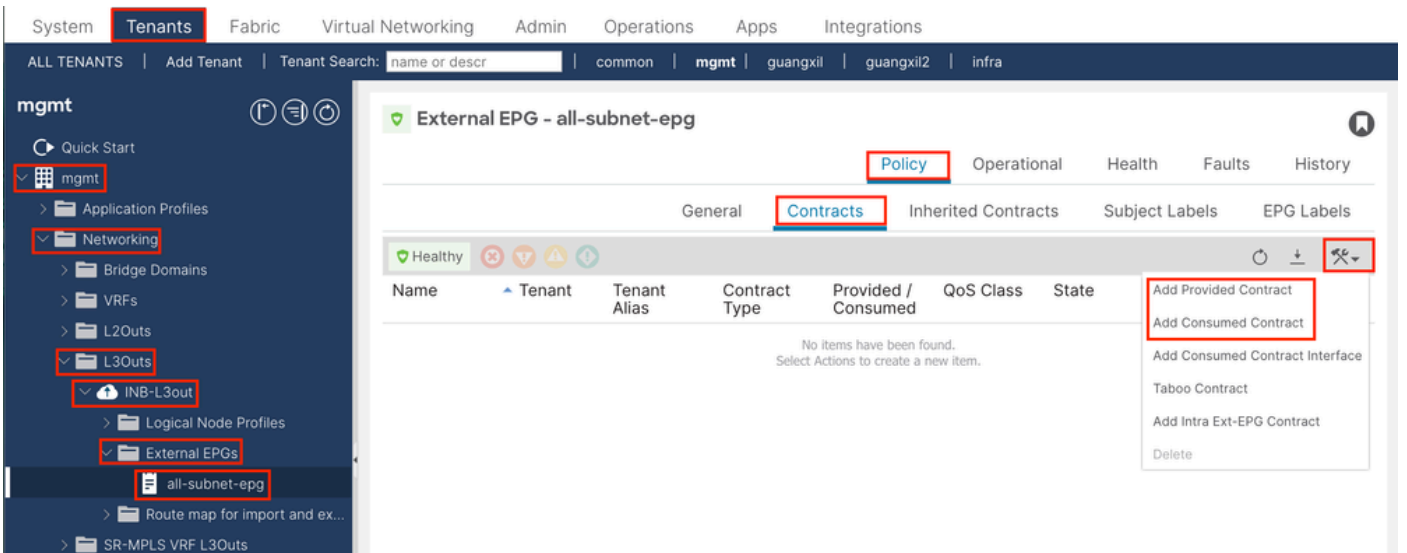 System Tenants Fabric Virtual Networking Admin Operations Apps Integrations
ALL TENANTS | Add Tenant | Tenant Search: name or descr | common | mgmt | guangxil | guangxil2 | infra
mgmt
Quick Start
mgmt
Application Profiles
Networking
Bridge Domains
VRFs
L2Outs
L3Outs
INB-L3out
Logical Node Profiles
External EPGs
all-subnet-epg
Route map for import and ex...
SR-MPLS VRF L3Outs
External EPG - all-subnet-epg
Policy Operational Health Faults History
General Contracts Inherited Contracts Subject Labels EPG Labels
Healthy
Name Tenant Tenant Alias Contract Type Provided / Consumed QoS Class State
No items have been found.
Select Actions to create a new item.
Add Provided Contract
Add Consumed Contract
Add Consumed Contract Interface
Taboo Contract
Add Intra Ext-EPG Contract
Delete